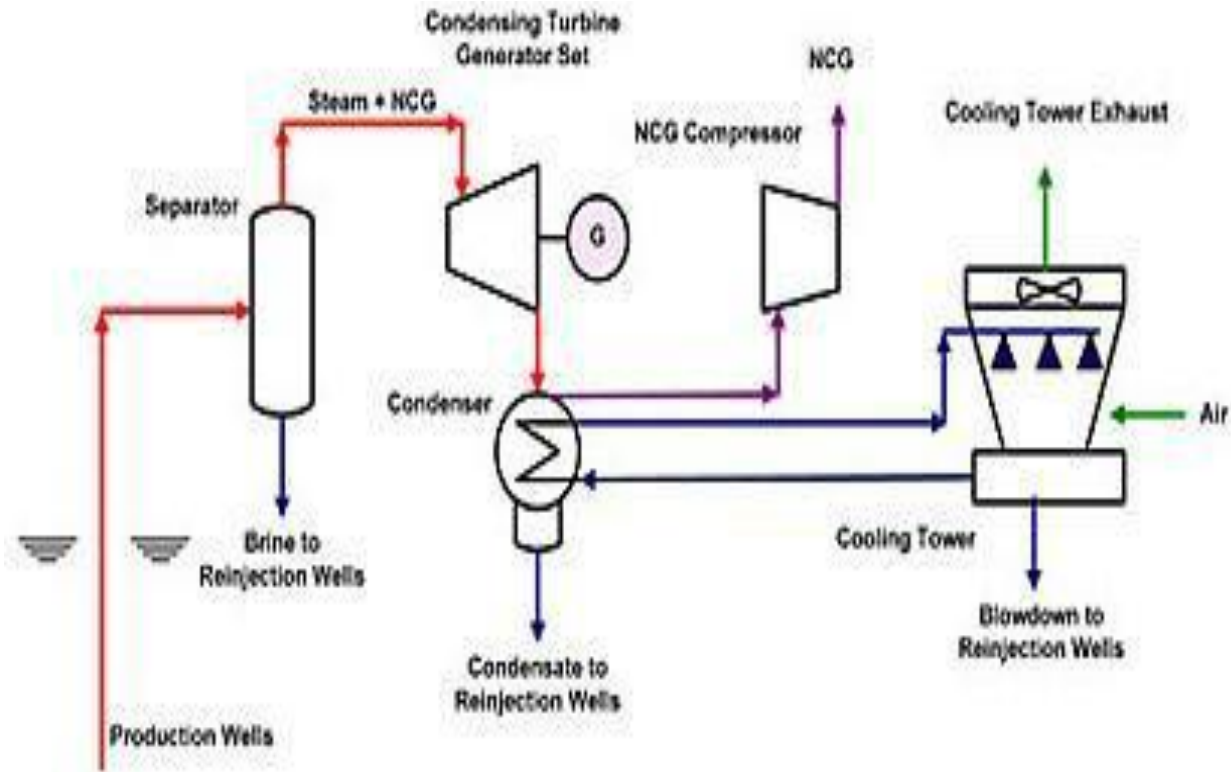 Condensing Turbine
Generator Set
NCG
Steam + NCG
NCG Compressor
Cooling Tower Exhaust
Separator
G
Condenser
Air
Brine to
Reinjection Wells
Cooling Tower
Blowdown to
Reinjection Wells
Condensate to
Reinjection Wells
Production Wells